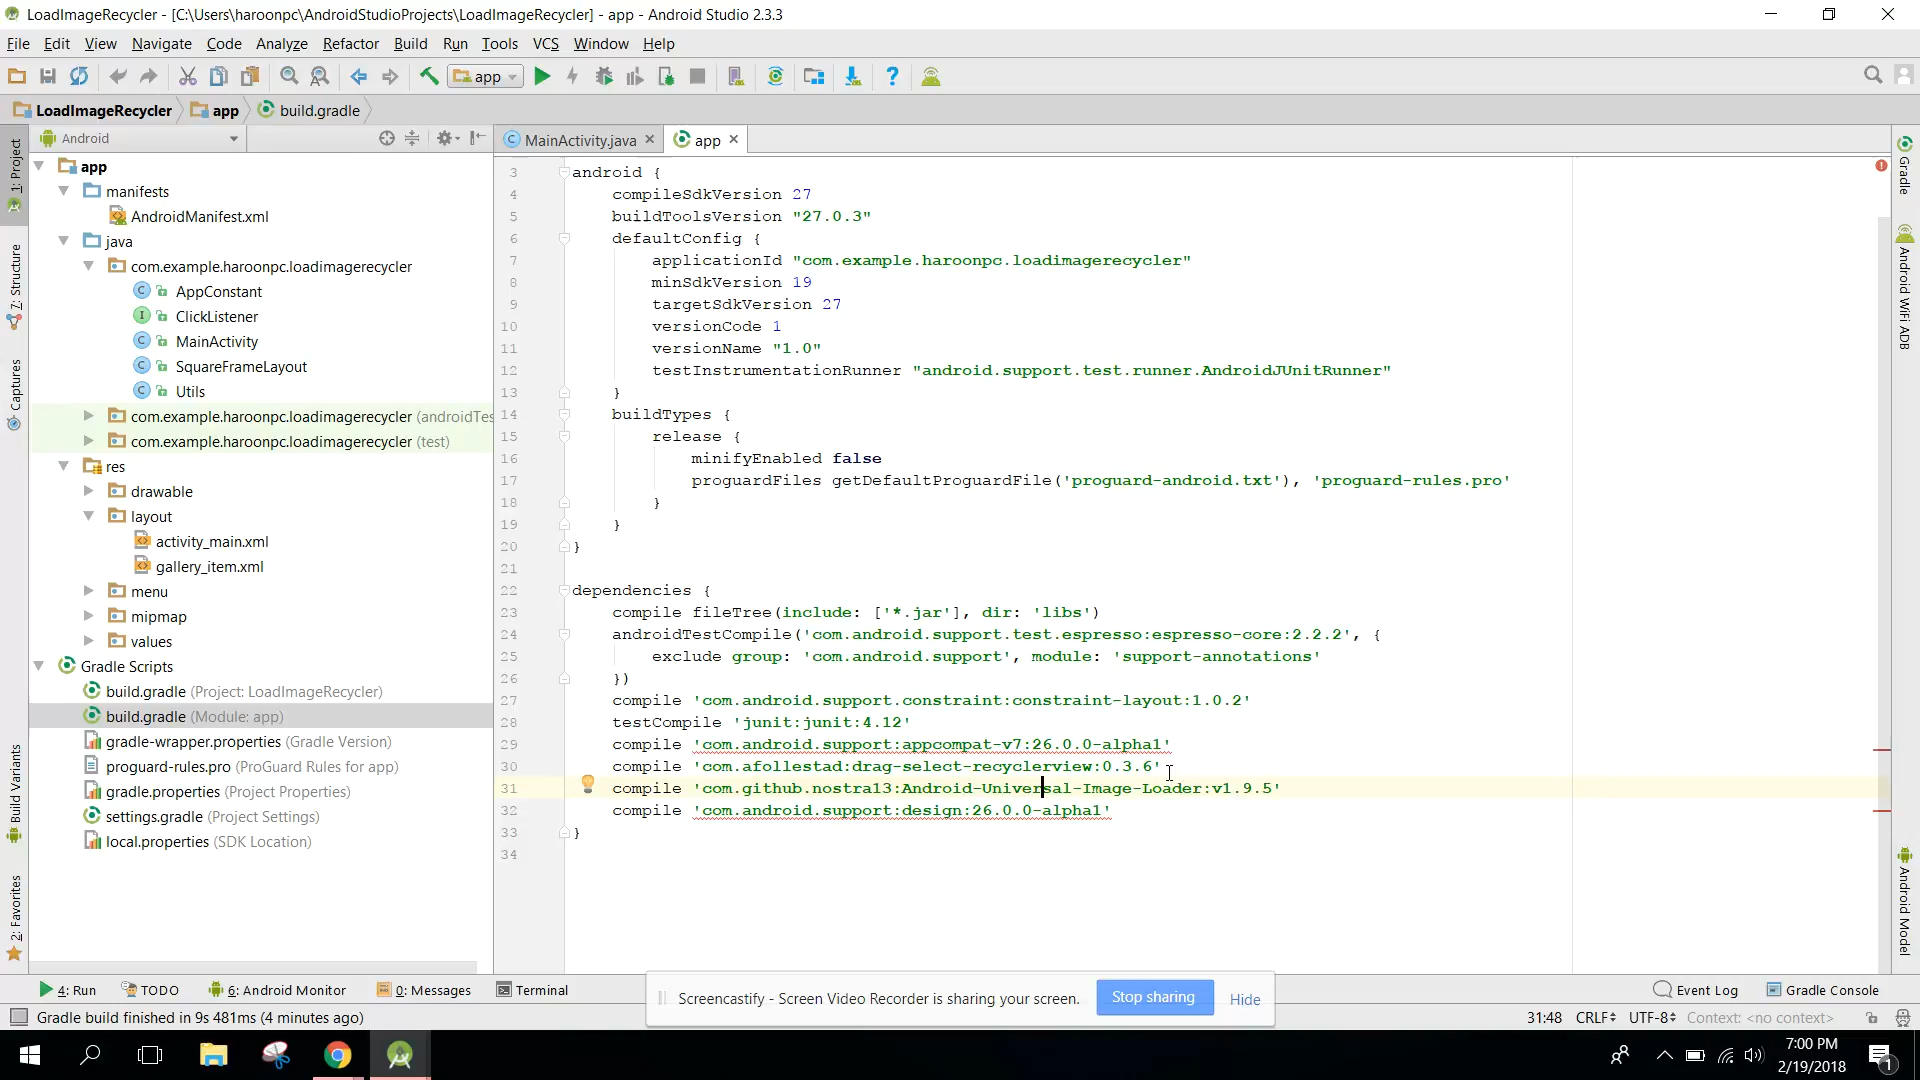 LoadImageRecycler - [C:\Users\haroonpc\AndroidStudioProjects\LoadImageRecycler] - app - Android Studio 2.3.3
File Edit View Navigate Code Analyze Refactor Build Run Tools VCS Window Help
app
LoadImageRecycler app build.gradle
Android
MainActivity.java app
1: Project
7: Structure
Captures
Build Variants
2: Favorites
app
manifests
AndroidManifest.xml
java
com.example.haroonpc.loadimagerecycler
AppConstant
ClickListener
MainActivity
SquareFrameLayout
Utils
com.example.haroonpc.loadimagerecycler (androidTes
com.example.haroonpc.loadimagerecycler (test)
res
drawable
layout
activity_main.xml
gallery_item.xml
menu
mipmap
values
Gradle Scripts
build.gradle (Project: LoadImageRecycler)
build.gradle (Module: app)
gradle-wrapper.properties (Gradle Version)
proguard-rules.pro (ProGuard Rules for app)
gradle.properties (Project Properties)
settings.gradle (Project Settings)
local.properties (SDK Location)
3 android {
4 compileSdkVersion 27
5 buildToolsVersion "27.0.3"
6 defaultConfig {
7 applicationId "com.example.haroonpc.loadimagerecycler"
8 minSdkVersion 19
9 targetSdkVersion 27
10 versionCode 1
11 versionName "1.0"
12 testInstrumentationRunner "android.support.test.runner.AndroidJUnitRunner"
13 }
14 buildTypes {
15 release {
16 minifyEnabled false
17 proguardFiles getDefaultProguardFile('proguard-android.txt'), 'proguard-rules.pro'
18 }
19 }
20 }
21
22 dependencies {
23 compile fileTree(include: ['*.jar'], dir: 'libs')
24 androidTestCompile('com.android.support.test.espresso:espresso-core:2.2.2', {
25 exclude group: 'com.android.support', module: 'support-annotations'
26 })
27 compile 'com.android.support.constraint:constraint-layout:1.0.2'
28 testCompile 'junit:junit:4.12'
29 compile 'com.android.support:appcompat-v7:26.0.0-alpha1'
30 compile 'com.afollestad:drag-select-recyclerview:0.3.6'
31 compile 'com.github.nostra13:Android-Universal-Image-Loader:v1.9.5'
32 compile 'com.android.support:design:26.0.0-alpha1'
33 }
34
Gradle
Android WiFi ADB
Android Model
4: Run TODO 6: Android Monitor 0: Messages Terminal
Screencastify - Screen Video Recorder is sharing your screen. Stop sharing Hide
Event Log Gradle Console
Gradle build finished in 9s 481ms (4 minutes ago)
31:48 CRLF UTF-8 Context: <no context>
7:00 PM
2/19/2018
1